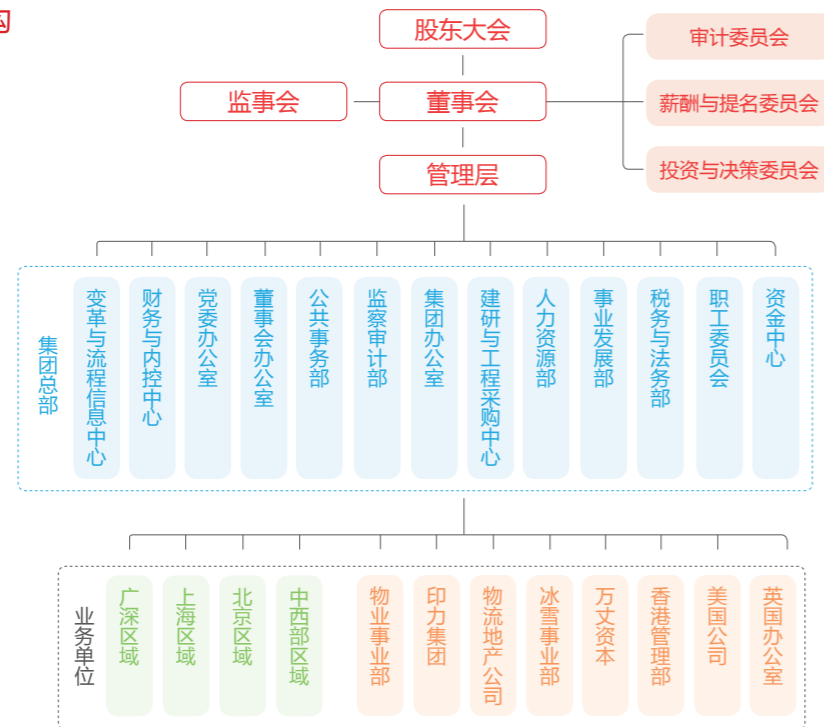 构
股东大会
审计委员会
监事会
董事会
薪酬与提名委员会
管理层
投资与决策委员会
集团总部
变革与流程信息中心
财务与内控中心
党委办公室
董事会办公室
公共事务部
监察审计部
集团办公室
建研与工程采购中心
人力资源部
事业发展部
税务与法务部
职工委员会
资金中心
业务单位
广深区域
上海区域
北京区域
中西部区域
物业事业部
印力集团
物流地产公司
冰雪事业部
万丈资本
香港管理部
美国公司
英国办公室